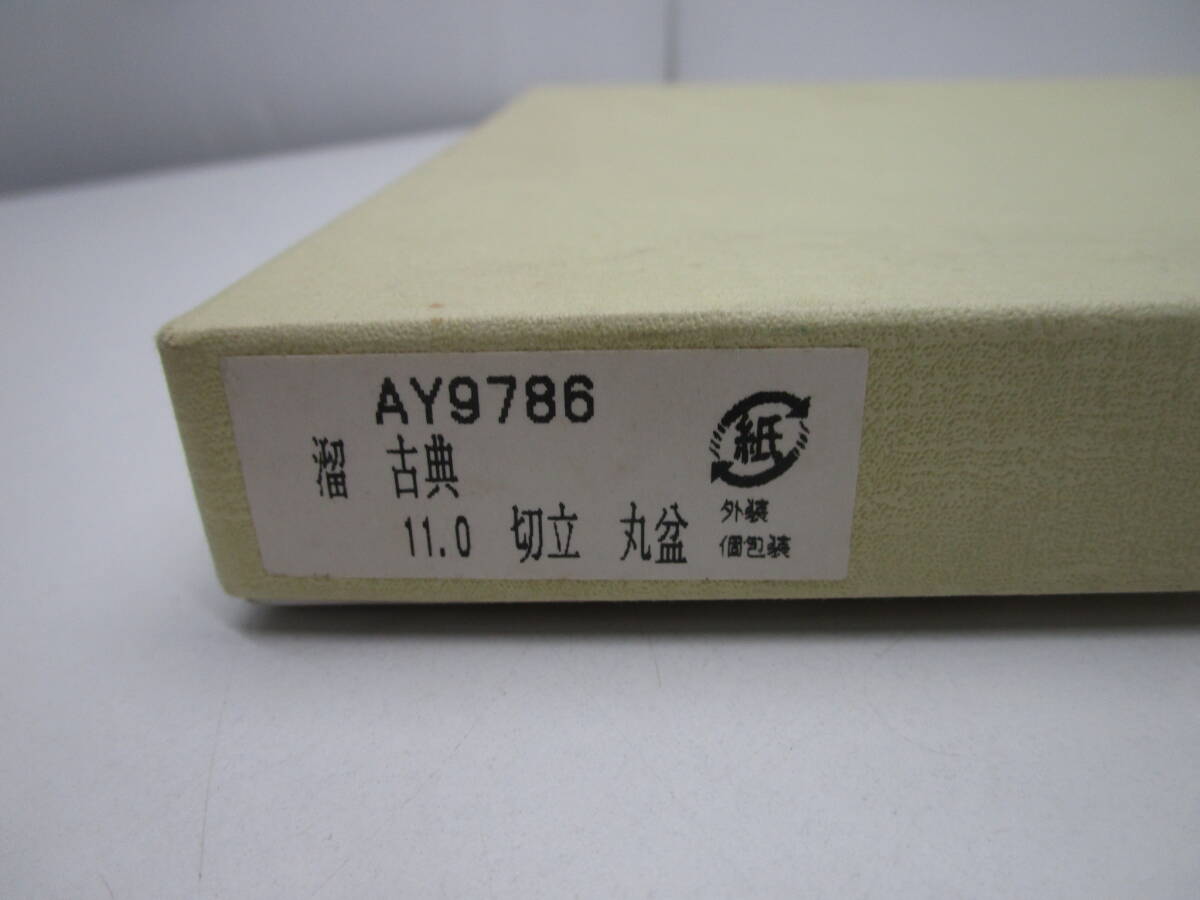 AY9786
溜 古典
11.0 切立 丸盆
紙
外装
個包装